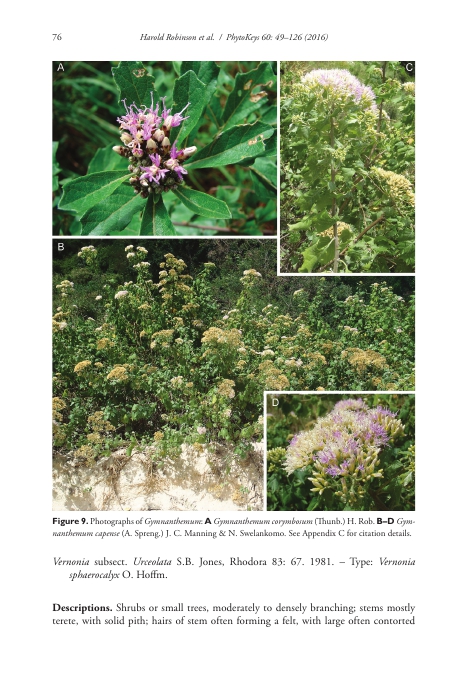 76
Harold Robinson et al. / PhytoKeys 60: 49–126 (2016)
A
C
B
D
Figure 9. Photographs of Gymnanthemum: A Gymnanthemum corymbosum (Thunb.) H. Rob. B–D Gym-
nanthemum capense (A. Spreng.) J. C. Manning & N. Swelankomo. See Appendix C for citation details.
Vernonia subsect. Urceolata S.B. Jones, Rhodora 83: 67. 1981. – Type: Vernonia
sphaerocalyx O. Hoffm.
Descriptions. Shrubs or small trees, moderately to densely branching; stems mostly
terete, with solid pith; hairs of stem often forming a felt, with large often contorted